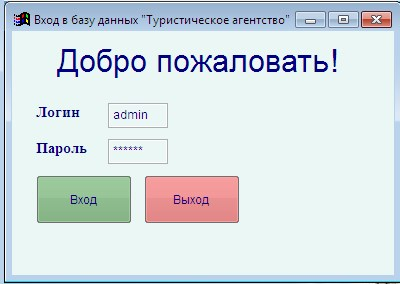 Вход в базу данных "Туристическое агентство"
Добро пожаловать!
Логин admin
Пароль ******
Вход Выход